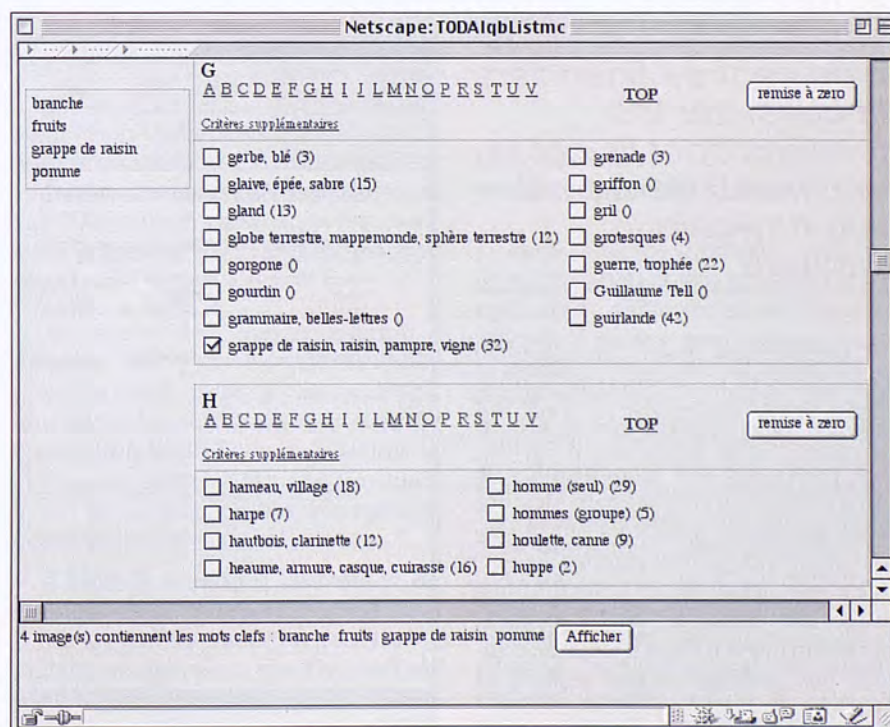 Netscape: TODAIqbListmc
branche
fruits
grappe de raisin
pomme
G
A B C D E F G H I J L M N O P R S T U V TOP remise à zero
Critères supplémentaires
gerbe, blé (3)
glaive, épée, sabre (15)
gland (13)
globe terrestre, mappemonde, sphère terrestre (12)
gorgone ()
gourdin ()
grammaire, belles-lettres ()
grappe de raisin, raisin, pampre, vigne (32)
grenade (3)
griffon ()
gril ()
grotesques (4)
guerre, trophée (22)
Guillaume Tell ()
guirlande (42)
H
A B C D E F G H I J L M N O P R S T U V TOP remise à zero
Critères supplémentaires
hameau, village (18)
harpe (7)
hautbois, clarinette (12)
heaume, armure, casque, cuirasse (16)
homme (seul) (29)
hommes (groupe) (5)
houlette, canne (9)
huppe (2)
4 image(s) contiennent les mots clefs : branche fruits grappe de raisin pomme Afficher